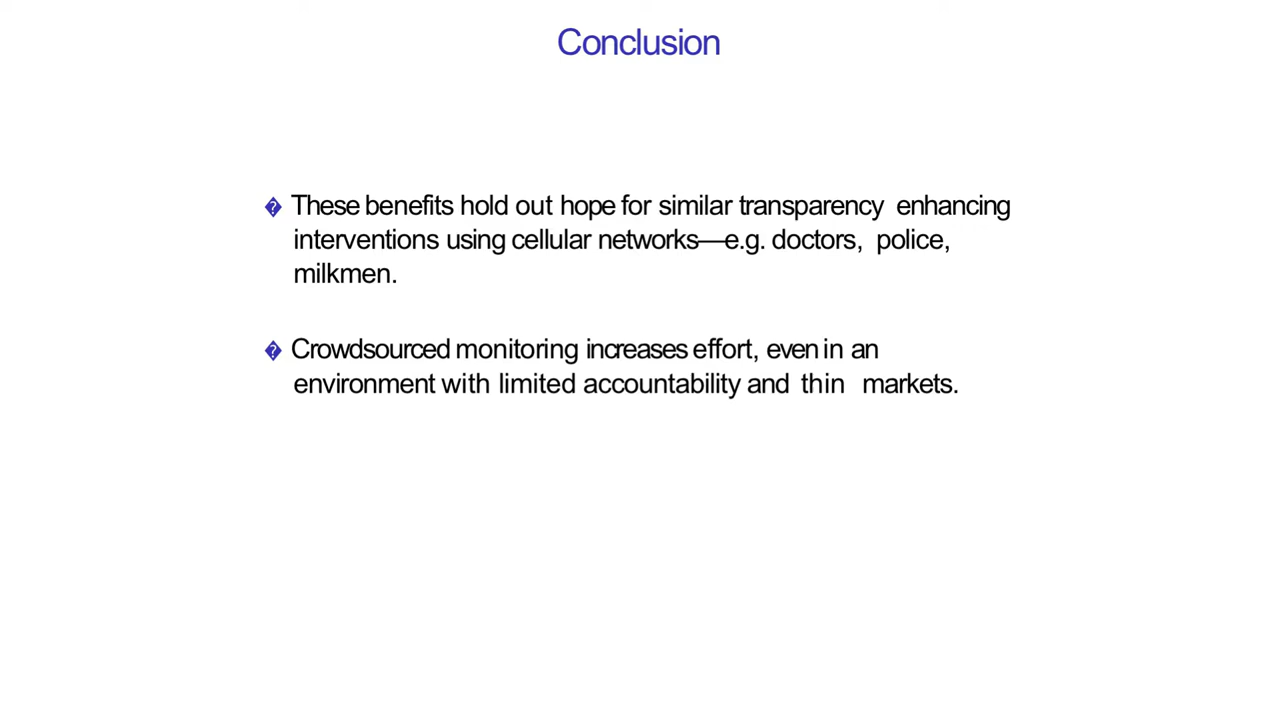 Conclusion
� These benefits hold out hope for similar transparency enhancing
interventions using cellular networks—e.g. doctors, police,
milkmen.
� Crowdsourced monitoring increases effort, even in an
environment with limited accountability and thin markets.